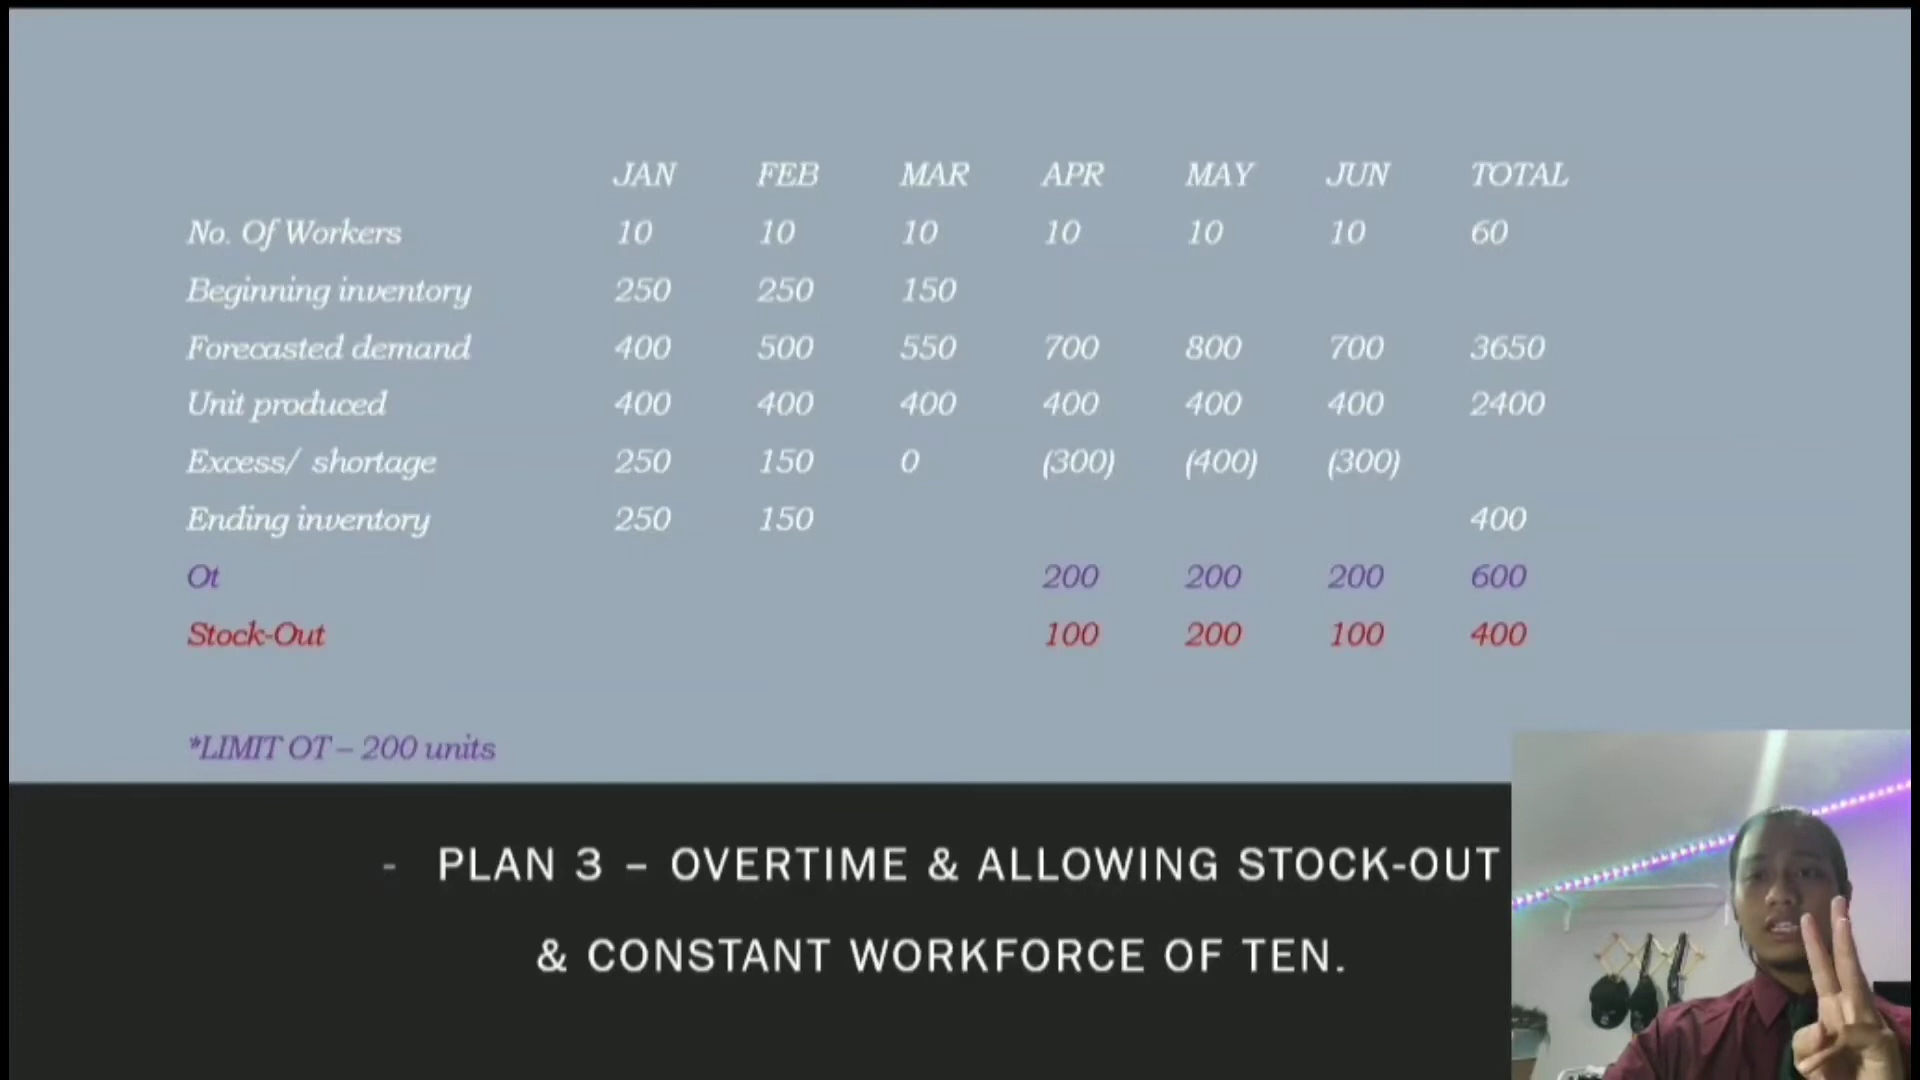 JAN FEB MAR APR MAY JUN TOTAL
No. Of Workers 10 10 10 10 10 10 60
Beginning inventory 250 250 150
Forecasted demand 400 500 550 700 800 700 3650
Unit produced 400 400 400 400 400 400 2400
Excess/ shortage 250 150 0 (300) (400) (300)
Ending inventory 250 150 400
Ot 200 200 200 600
Stock-Out 100 200 100 400
*LIMIT OT – 200 units
- PLAN 3 – OVERTIME & ALLOWING STOCK-OUT
& CONSTANT WORKFORCE OF TEN.